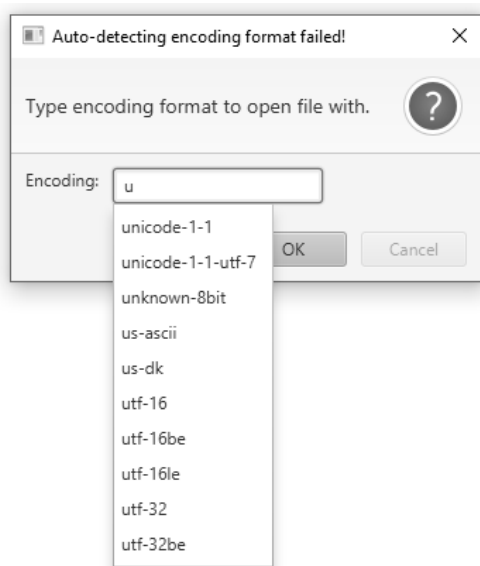 Auto-detecting encoding format failed!
Type encoding format to open file with.
?
Encoding: u
unicode-1-1
unicode-1-1-utf-7
OK Cancel
unknown-8bit
us-ascii
us-dk
utf-16
utf-16be
utf-16le
utf-32
utf-32be